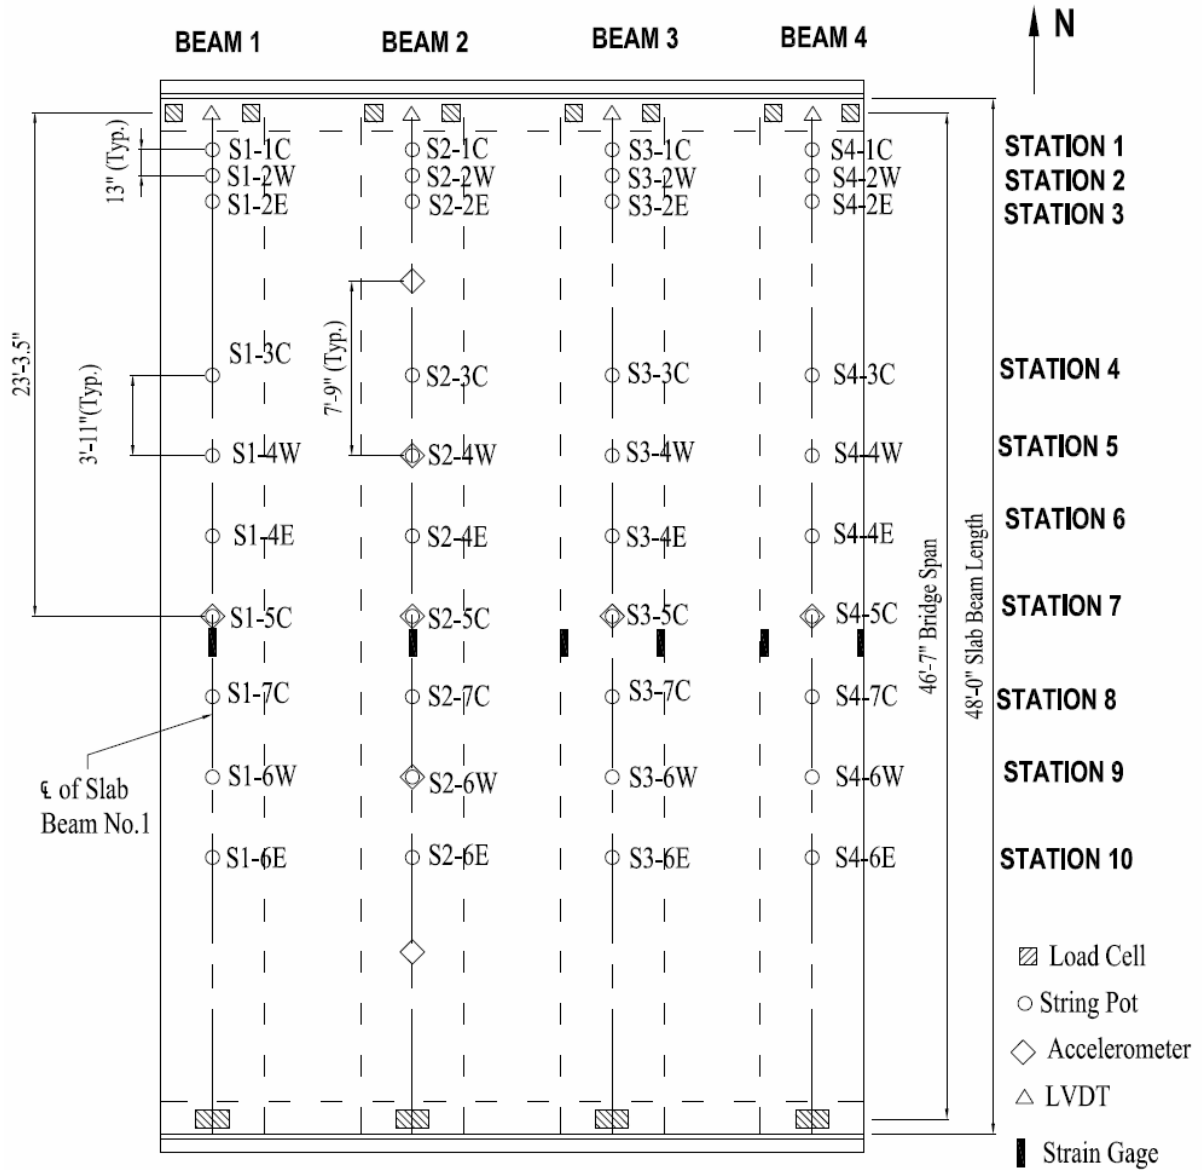 BEAM 1 BEAM 2 BEAM 3 BEAM 4 N
S1-1C S2-1C S3-1C S4-1C STATION 1
13" (Typ.)
S1-2W S2-2W S3-2W S4-2W STATION 2
S1-2E S2-2E S3-2E S4-2E STATION 3
23'-3.5"
7'-9" (Typ.)
S1-3C S2-3C S3-3C S4-3C STATION 4
3'-11"(Typ.)
S1-4W S2-4W S3-4W S4-4W STATION 5
S1-4E S2-4E S3-4E S4-4E STATION 6
46'-7" Bridge Span
48'-0" Slab Beam Length
S1-5C S2-5C S3-5C S4-5C STATION 7
S1-7C S2-7C S3-7C S4-7C STATION 8
S1-6W S2-6W S3-6W S4-6W STATION 9
℄ of Slab
Beam No.1
S1-6E S2-6E S3-6E S4-6E STATION 10
Load Cell
String Pot
Accelerometer
LVDT
Strain Gage